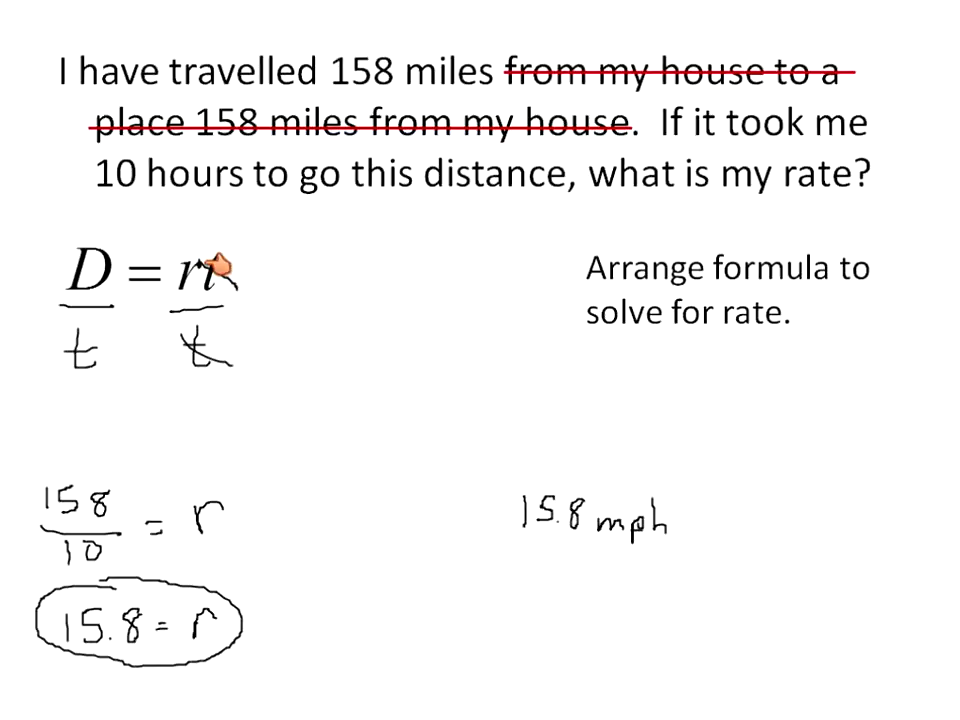 I have travelled 158 miles from my house to a
place 158 miles from my house. If it took me
10 hours to go this distance, what is my rate?
D = rt
t t
Arrange formula to
solve for rate.
158
10 = r
15.8 mph
15.8 = r